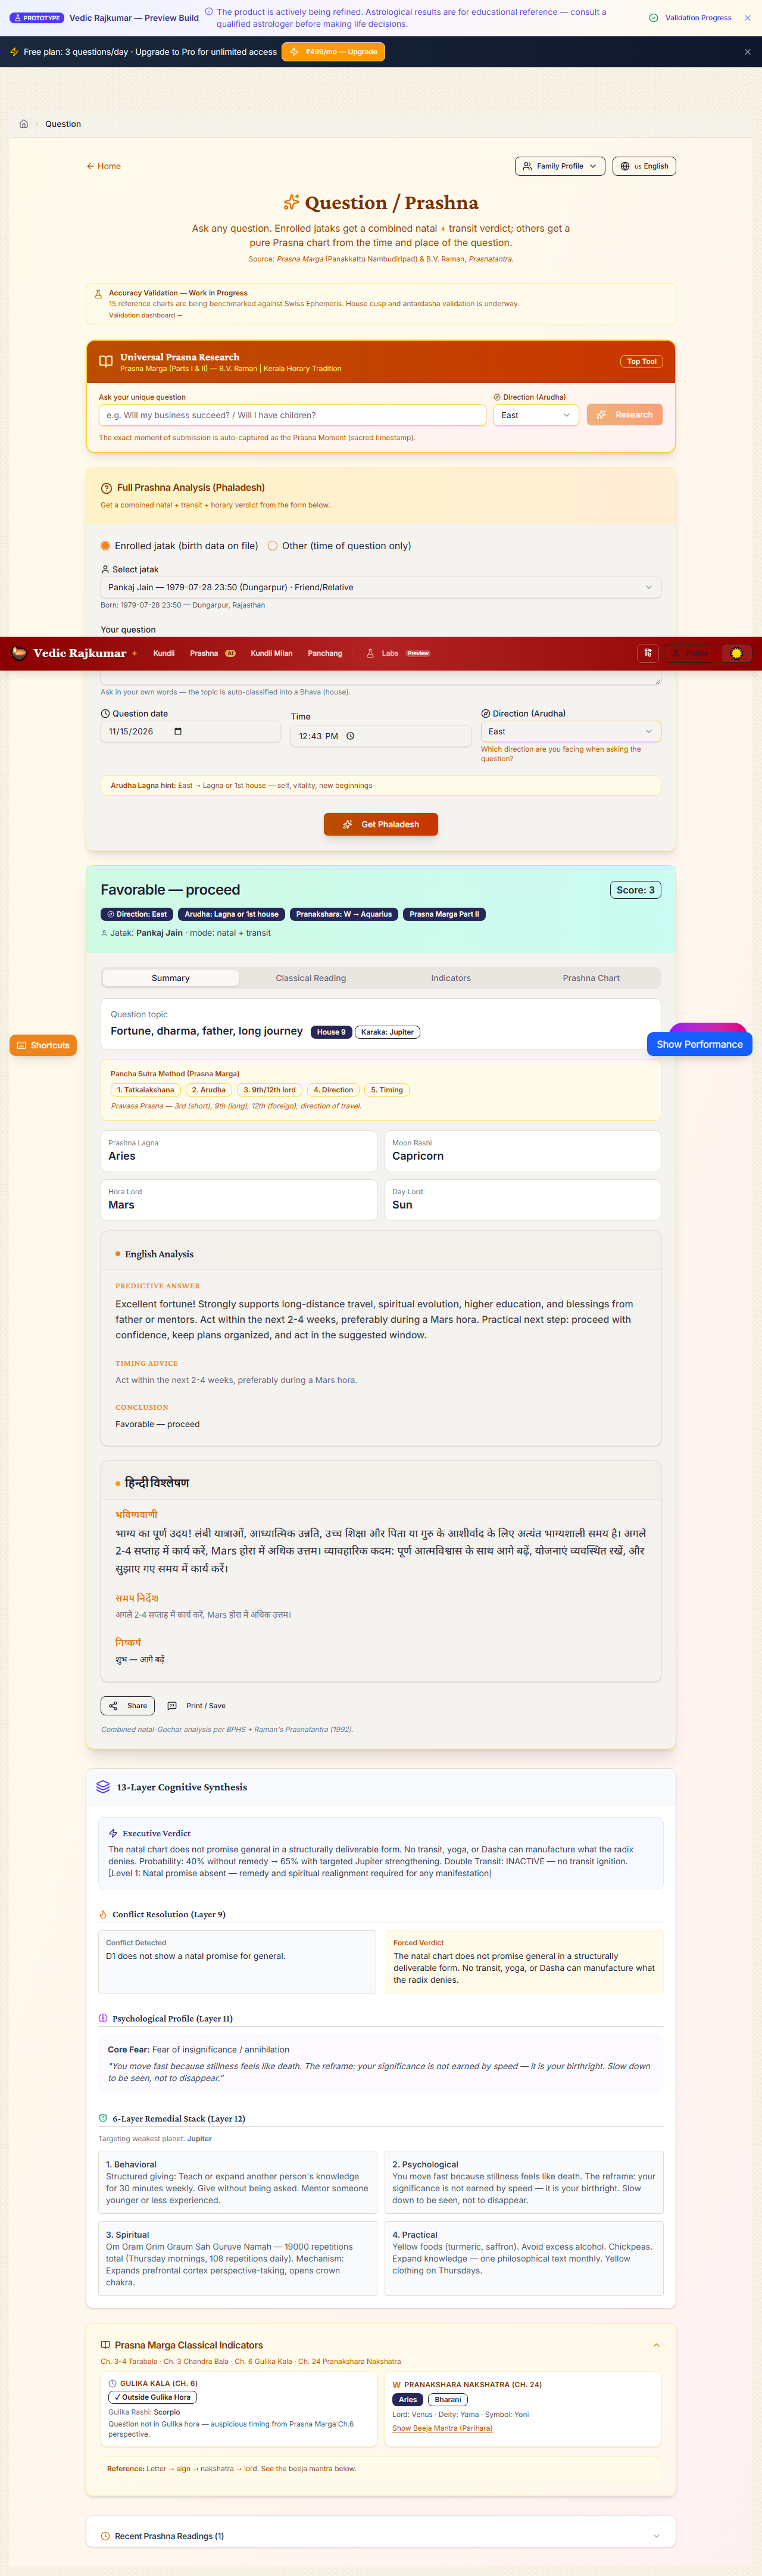 PROTOTYPE Vedic Rajkumar — Preview Build
The product is actively being refined. Astrological results are for educational reference — consult a
qualified astrologer before making life decisions.
Validation Progress
Free plan: 3 questions/day · Upgrade to Pro for unlimited access
₹499/mo — Upgrade
Question
← Home
Family Profile
us English
Question / Prashna
Ask any question. Enrolled jataks get a combined natal + transit verdict; others get a
pure Prasna chart from the time and place of the question.
Source: Prasna Marga (Panakkattu Nambudiripad) & B.V. Raman, Prasnatantra.
Accuracy Validation — Work in Progress
15 reference charts are being benchmarked against Swiss Ephemeris. House cusp and antardasha validation is underway.
Validation dashboard →
Universal Prasna Research
Prasna Marga (Parts I & II) — B.V. Raman | Kerala Horary Tradition
Top Tool
Ask your unique question
Direction (Arudha)
e.g. Will my business succeed? / Will I have children?
East
Research
The exact moment of submission is auto-captured as the Prasna Moment (sacred timestamp).
Full Prashna Analysis (Phaladesh)
Get a combined natal + transit + horary verdict from the form below.
Enrolled jatak (birth data on file)
Other (time of question only)
Select jatak
Pankaj Jain — 1979-07-28 23:50 (Dungarpur) · Friend/Relative
Born: 1979-07-28 23:50 — Dungarpur, Rajasthan
Your question
Vedic Rajkumar
Kundli
Prashna AI
Kundli Milan
Panchang
Labs Preview
हिं
Profile
Ask in your own words — the topic is auto-classified into a Bhava (house).
Question date
Time
Direction (Arudha)
11/15/2026
12:43 PM
East
Which direction are you facing when asking the
question?
Arudha Lagna hint: East → Lagna or 1st house — self, vitality, new beginnings
Get Phaladesh
Favorable — proceed
Score: 3
Direction: East
Arudha: Lagna or 1st house
Pranakshara: W → Aquarius
Prasna Marga Part II
Jatak: Pankaj Jain · mode: natal + transit
Summary
Classical Reading
Indicators
Prashna Chart
Question topic
Fortune, dharma, father, long journey
House 9
Karaka: Jupiter
Shortcuts
Show Performance
Pancha Sutra Method (Prasna Marga)
1. Tatkalakshana
2. Arudha
3. 9th/12th lord
4. Direction
5. Timing
Pravasa Prasna — 3rd (short), 9th (long), 12th (foreign); direction of travel.
Prashna Lagna
Aries
Moon Rashi
Capricorn
Hora Lord
Mars
Day Lord
Sun
English Analysis
PREDICTIVE ANSWER
Excellent fortune! Strongly supports long-distance travel, spiritual evolution, higher education, and blessings from
father or mentors. Act within the next 2-4 weeks, preferably during a Mars hora. Practical next step: proceed with
confidence, keep plans organized, and act in the suggested window.
TIMING ADVICE
Act within the next 2-4 weeks, preferably during a Mars hora.
CONCLUSION
Favorable — proceed
हिन्दी विश्लेषण
भविष्यवाणी
भाग्य का पूर्ण उदय! लंबी यात्राओं, आध्यात्मिक उन्नति, उच्च शिक्षा और पिता या गुरु के आशीर्वाद के लिए अत्यंत भाग्यशाली समय है। अगले
2-4 सप्ताह में कार्य करें, Mars होरा में अधिक उत्तम। व्यावहारिक कदम: पूर्ण आत्मविश्वास के साथ आगे बढ़ें, योजनाएं व्यवस्थित रखें, और
सुझाए गए समय में कार्य करें।
समय निर्देश
अगले 2-4 सप्ताह में कार्य करें, Mars होरा में अधिक उत्तम।
निष्कर्ष
शुभ — आगे बढ़ें
Share
Print / Save
Combined natal-Gochar analysis per BPHS + Raman's Prasnatantra (1992).
13-Layer Cognitive Synthesis
Executive Verdict
The natal chart does not promise general in a structurally deliverable form. No transit, yoga, or Dasha can manufacture what the radix
denies. Probability: 40% without remedy → 65% with targeted Jupiter strengthening. Double Transit: INACTIVE — no transit ignition.
[Level 1: Natal promise absent — remedy and spiritual realignment required for any manifestation]
Conflict Resolution (Layer 9)
Conflict Detected
D1 does not show a natal promise for general.
Forced Verdict
The natal chart does not promise general in a structurally
deliverable form. No transit, yoga, or Dasha can manufacture what
the radix denies.
Psychological Profile (Layer 11)
Core Fear: Fear of insignificance / annihilation
"You move fast because stillness feels like death. The reframe: your significance is not earned by speed — it is your birthright. Slow down
to be seen, not to disappear."
6-Layer Remedial Stack (Layer 12)
Targeting weakest planet: Jupiter
1. Behavioral
Structured giving: Teach or expand another person's knowledge
for 30 minutes weekly. Give without being asked. Mentor someone
younger or less experienced.
2. Psychological
You move fast because stillness feels like death. The reframe: your
significance is not earned by speed — it is your birthright. Slow
down to be seen, not to disappear.
3. Spiritual
Om Gram Grim Graum Sah Guruve Namah — 19000 repetitions
total (Thursday mornings, 108 repetitions daily). Mechanism:
Expands prefrontal cortex perspective-taking, opens crown
chakra.
4. Practical
Yellow foods (turmeric, saffron). Avoid excess alcohol. Chickpeas.
Expand knowledge — one philosophical text monthly. Yellow
clothing on Thursdays.
Prasna Marga Classical Indicators
Ch. 3-4 Tarabala · Ch. 3 Chandra Bala · Ch. 6 Gulika Kala · Ch. 24 Pranakshara Nakshatra
GULIKA KALA (CH. 6)
✓ Outside Gulika Hora
Gulika Rashi: Scorpio
Question not in Gulika hora — auspicious timing from Prasna Marga Ch.6
perspective.
W PRANAKSHARA NAKSHATRA (CH. 24)
Aries
Bharani
Lord: Venus · Deity: Yama · Symbol: Yoni
Show Beeja Mantra (Parihara)
Reference: Letter → sign → nakshatra → lord. See the beeja mantra below.
Recent Prashna Readings (1)